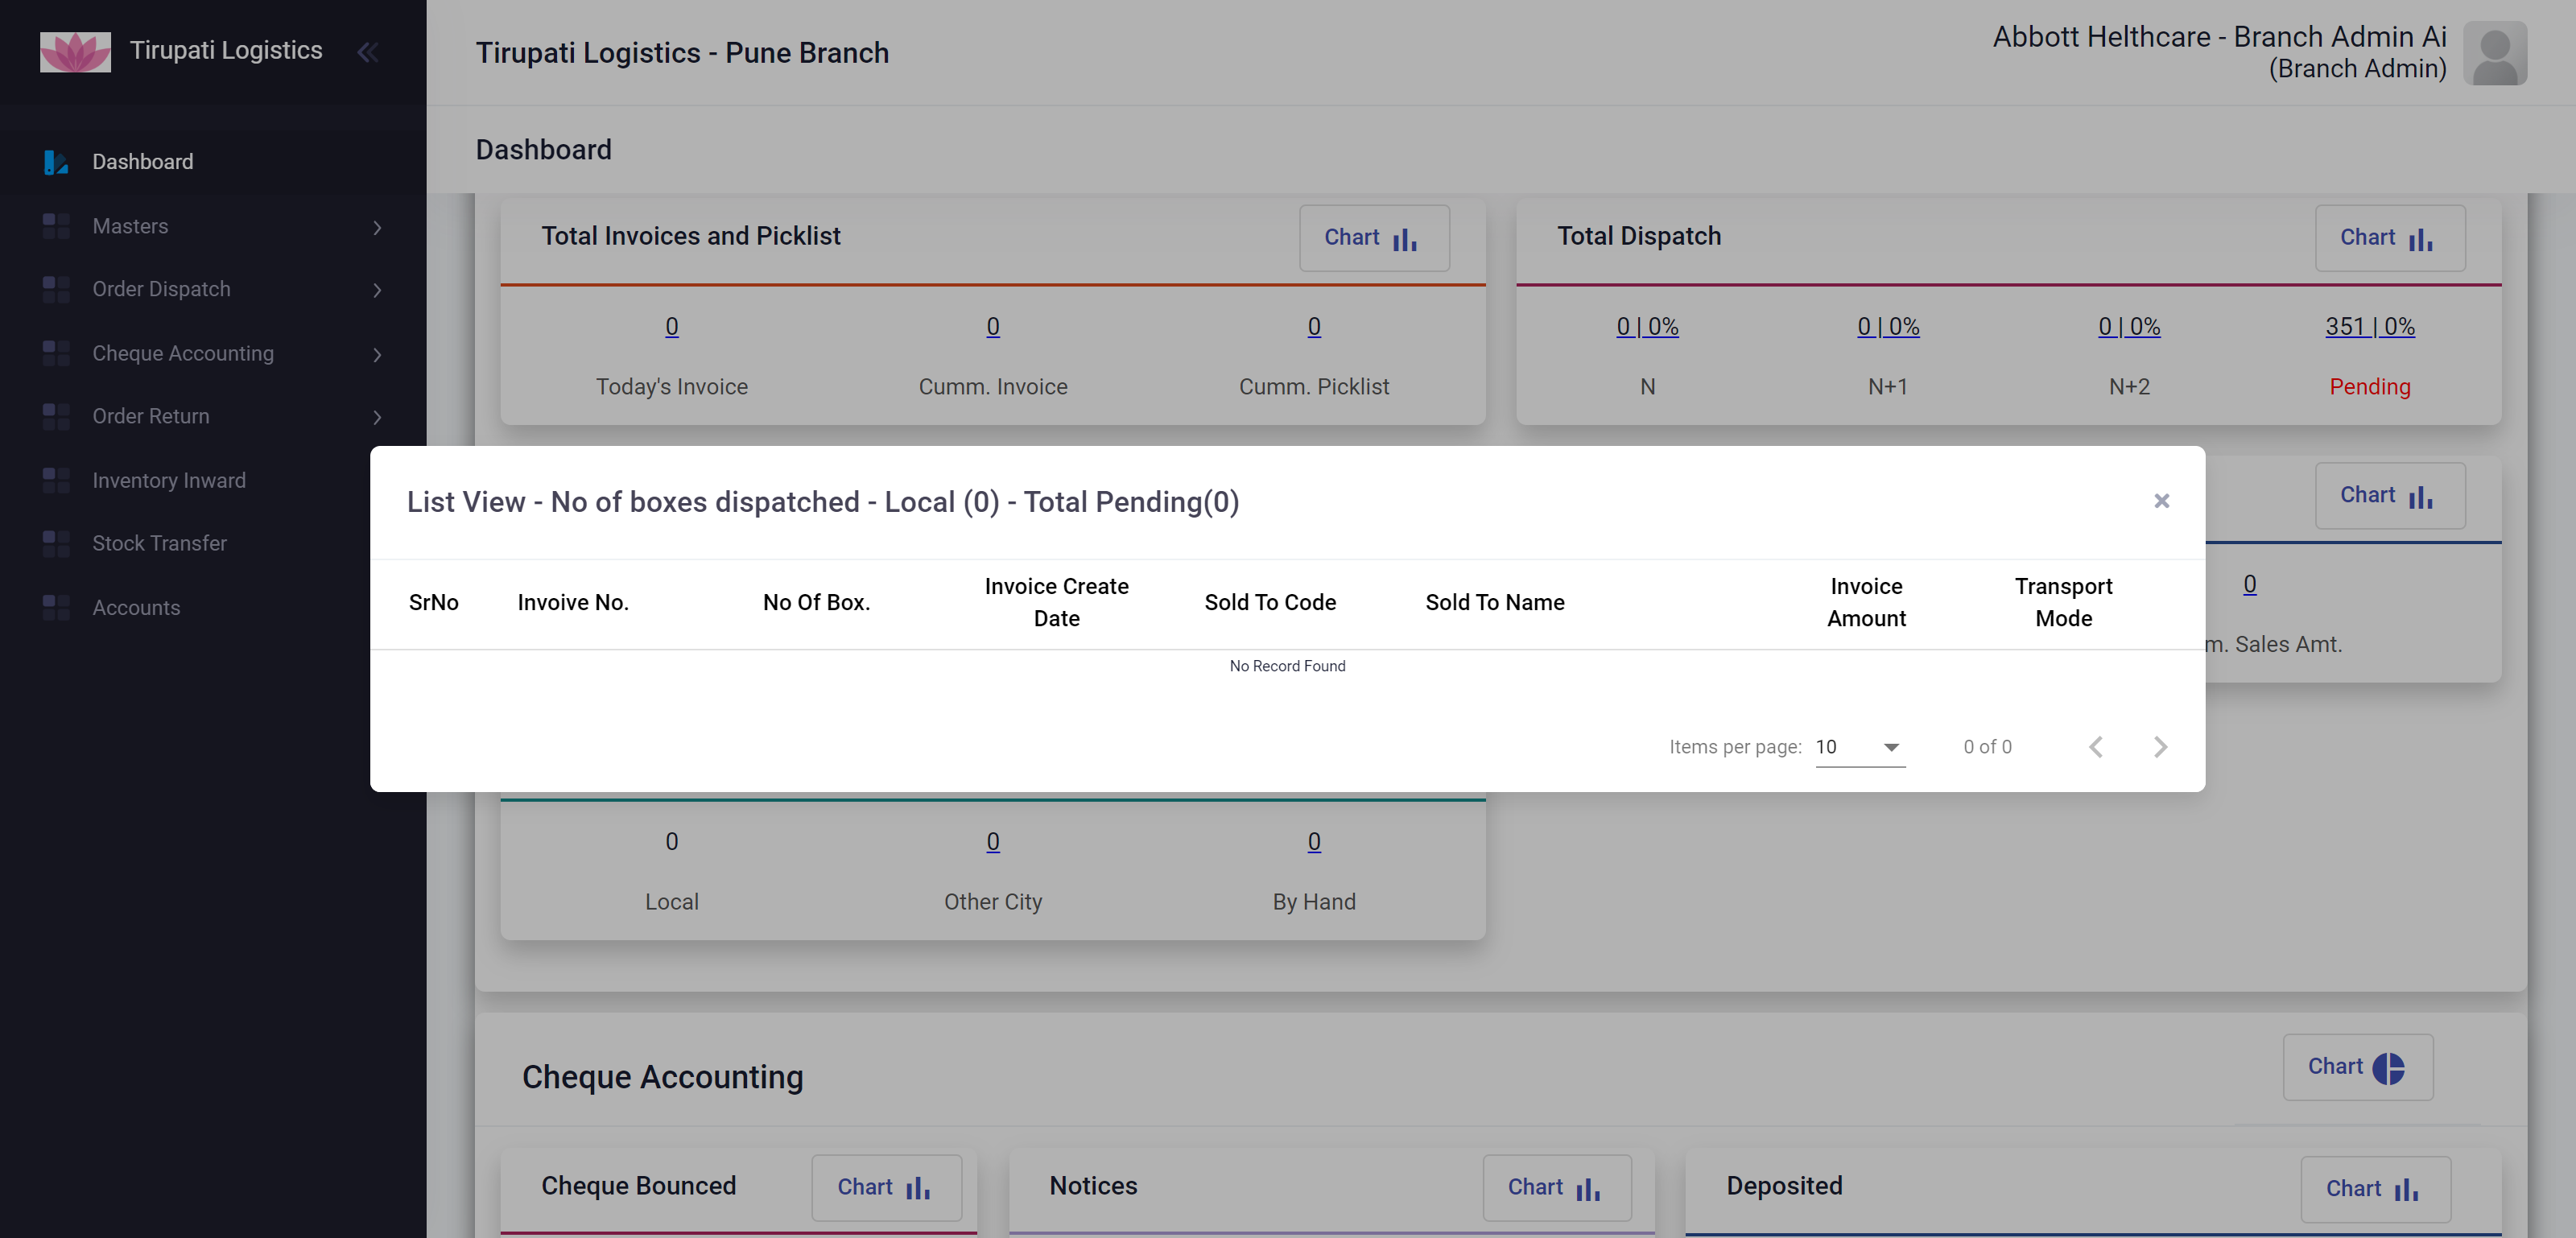 Tirupati Logistics
Tirupati Logistics - Pune Branch
Abbott Helthcare - Branch Admin Ai
(Branch Admin)
Dashboard
Masters
Order Dispatch
Cheque Accounting
Order Return
Inventory Inward
Stock Transfer
Accounts
Dashboard
Total Invoices and Picklist
Chart
0 0 0
Today's Invoice Cumm. Invoice Cumm. Picklist
Total Dispatch
Chart
0 | 0% 0 | 0% 0 | 0% 351 | 0%
N N+1 N+2 Pending
Chart
0
m. Sales Amt.
List View - No of boxes dispatched - Local (0) - Total Pending(0)
×
SrNo Invoive No. No Of Box. Invoice Create Date Sold To Code Sold To Name Invoice Amount Transport Mode
No Record Found
Items per page: 10 0 of 0
0 0 0
Local Other City By Hand
Cheque Accounting
Chart
Cheque Bounced
Chart
Notices
Chart
Deposited
Chart